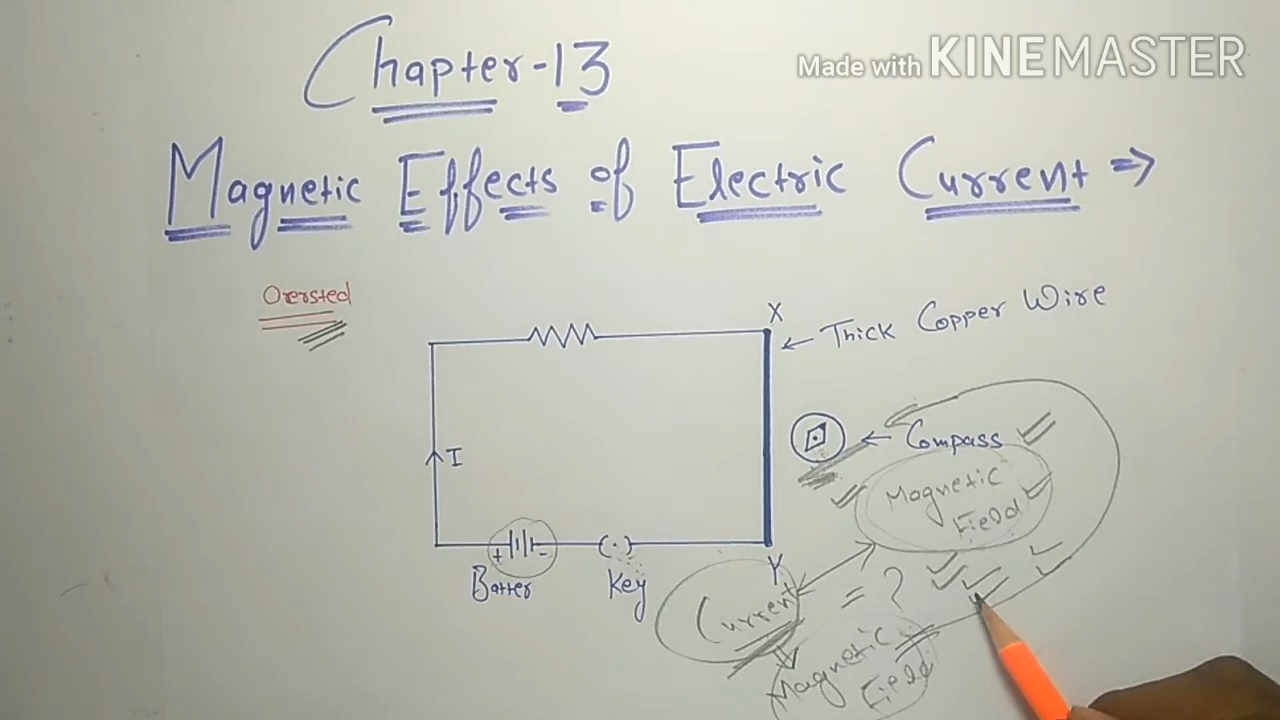 Made with KINEMASTER
Chapter-13
Magnetic Effects of Electric Current ⇒
Oersted
X
← Thick Copper Wire
← Compass
I
Magnetic
Field
+ -
Y
Batter
Key
Current
= ?
Magnetic
Field